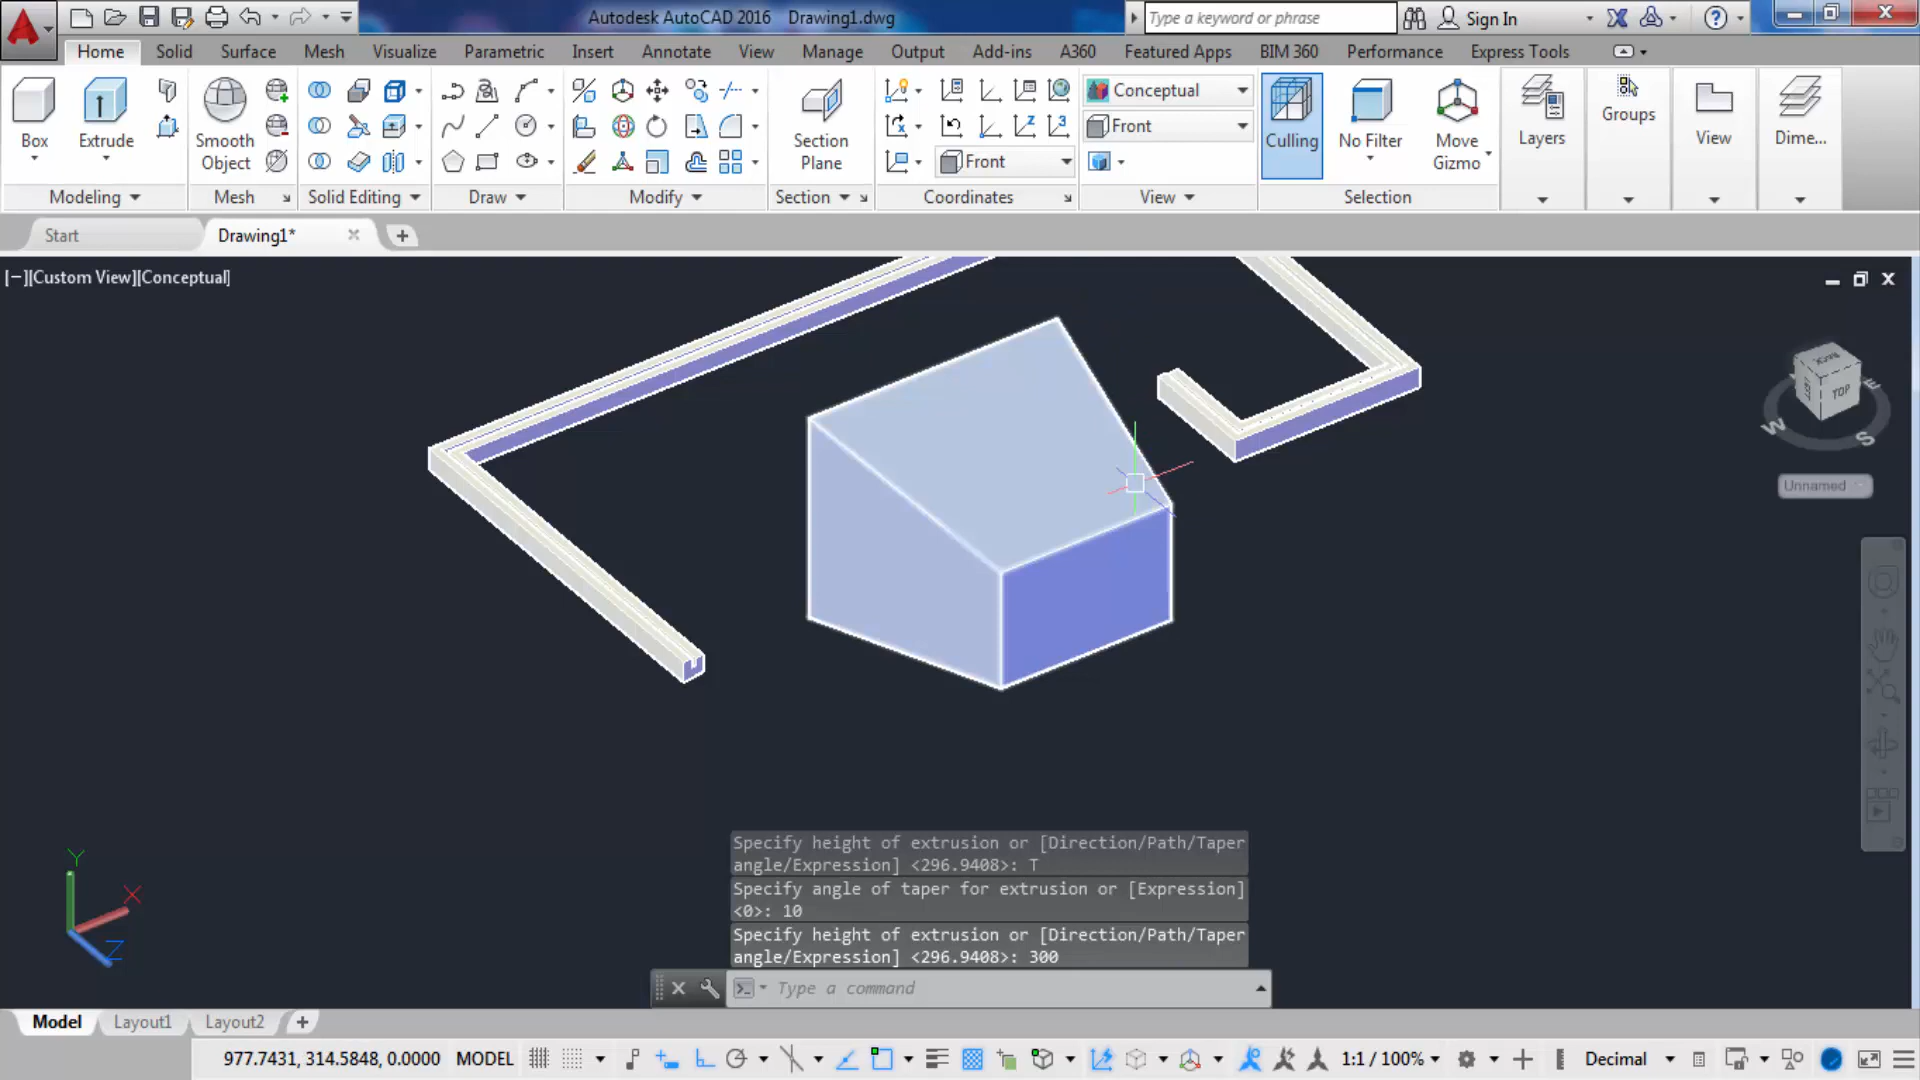 Autodesk AutoCAD 2016 Drawing1.dwg
Type a keyword or phrase
Sign In
Home Solid Surface Mesh Visualize Parametric Insert Annotate View Manage Output Add-ins A360 Featured Apps BIM 360 Performance Express Tools
Box
Extrude
Smooth
Object
Section
Plane
Conceptual
Front
Front
Culling
No Filter
Move
Gizmo
Layers
Groups
View
Dime...
Modeling
Mesh
Solid Editing
Draw
Modify
Section
Coordinates
View
Selection
Start
Drawing1*
[−][Custom View][Conceptual]
TOP
W
S
E
Unnamed
Y
X
Z
Specify height of extrusion or [Direction/Path/Taper
angle/Expression] <296.9408>: T
Specify angle of taper for extrusion or [Expression]
<0>: 10
Specify height of extrusion or [Direction/Path/Taper
angle/Expression] <296.9408>: 300
Type a command
Model
Layout1
Layout2
977.7431, 314.5848, 0.0000
MODEL
1:1 / 100%
Decimal